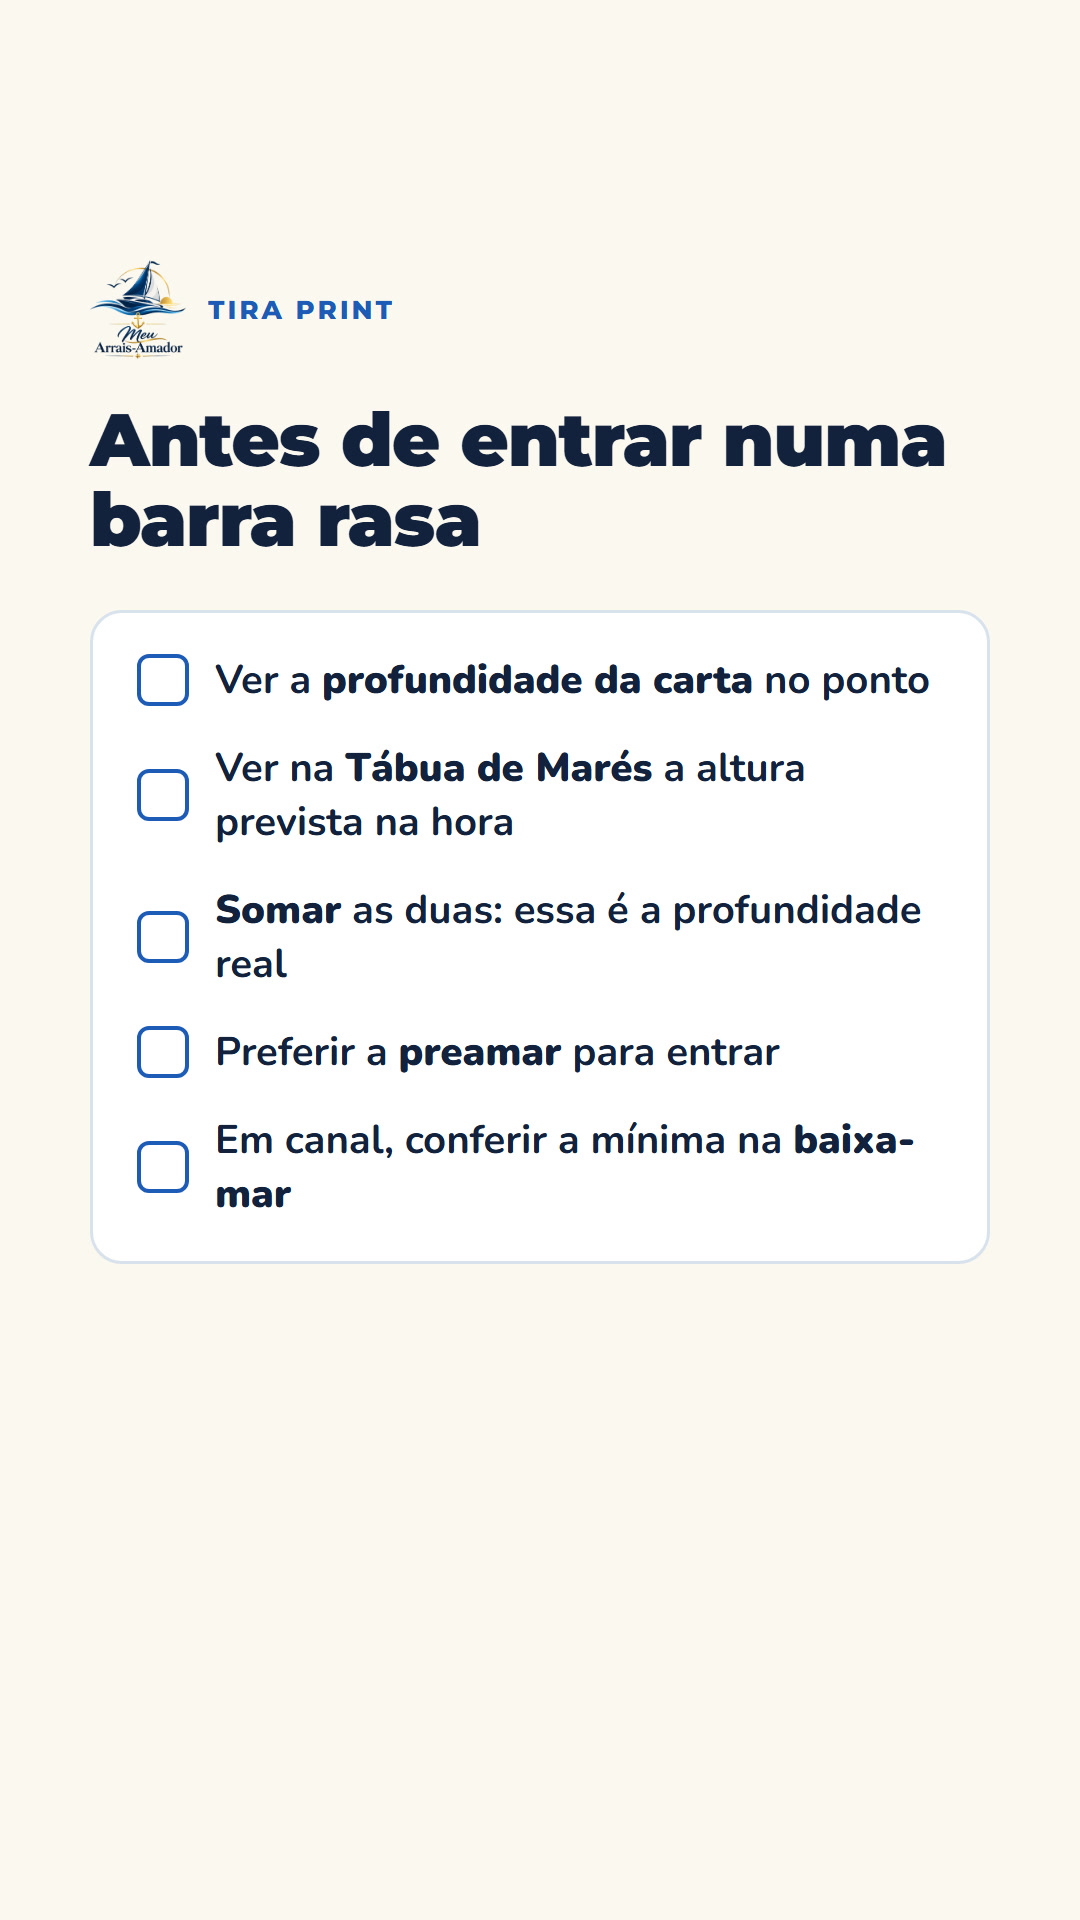 Meu
Arrais-Amador
TIRA PRINT
Antes de entrar numa
barra rasa
Ver a profundidade da carta no ponto
Ver na Tábua de Marés a altura
prevista na hora
Somar as duas: essa é a profundidade
real
Preferir a preamar para entrar
Em canal, conferir a mínima na baixa-
mar